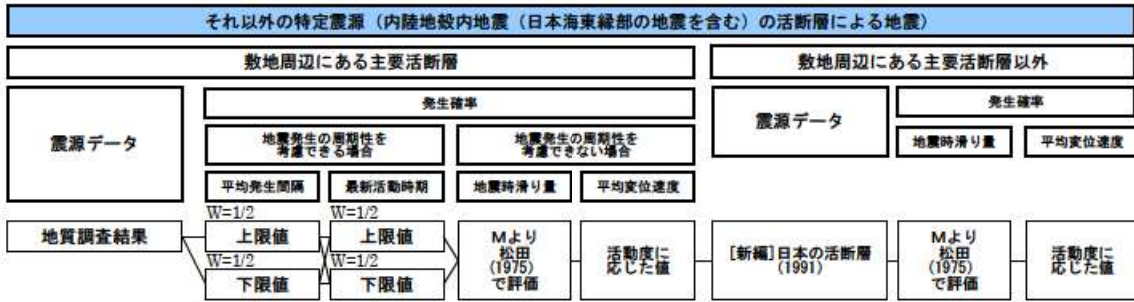 それ以外の特定震源（内陸地殻内地震（日本海東縁部の地震を含む）の活断層による地震）
敷地周辺にある主要活断層
敷地周辺にある主要活断層以外
震源データ
発生確率
地震発生の周期性を
考慮できる場合
地震発生の周期性を
考慮できない場合
平均発生間隔
最新活動時期
地震時滑り量
平均変位速度
震源データ
発生確率
地震時滑り量
平均変位速度
地質調査結果
W=1/2
上限値
W=1/2
下限値
W=1/2
上限値
W=1/2
下限値
Mより
松田
(1975)
で評価
活動度に
応じた値
[新編]日本の活断層
(1991)
Mより
松田
(1975)
で評価
活動度に
応じた値